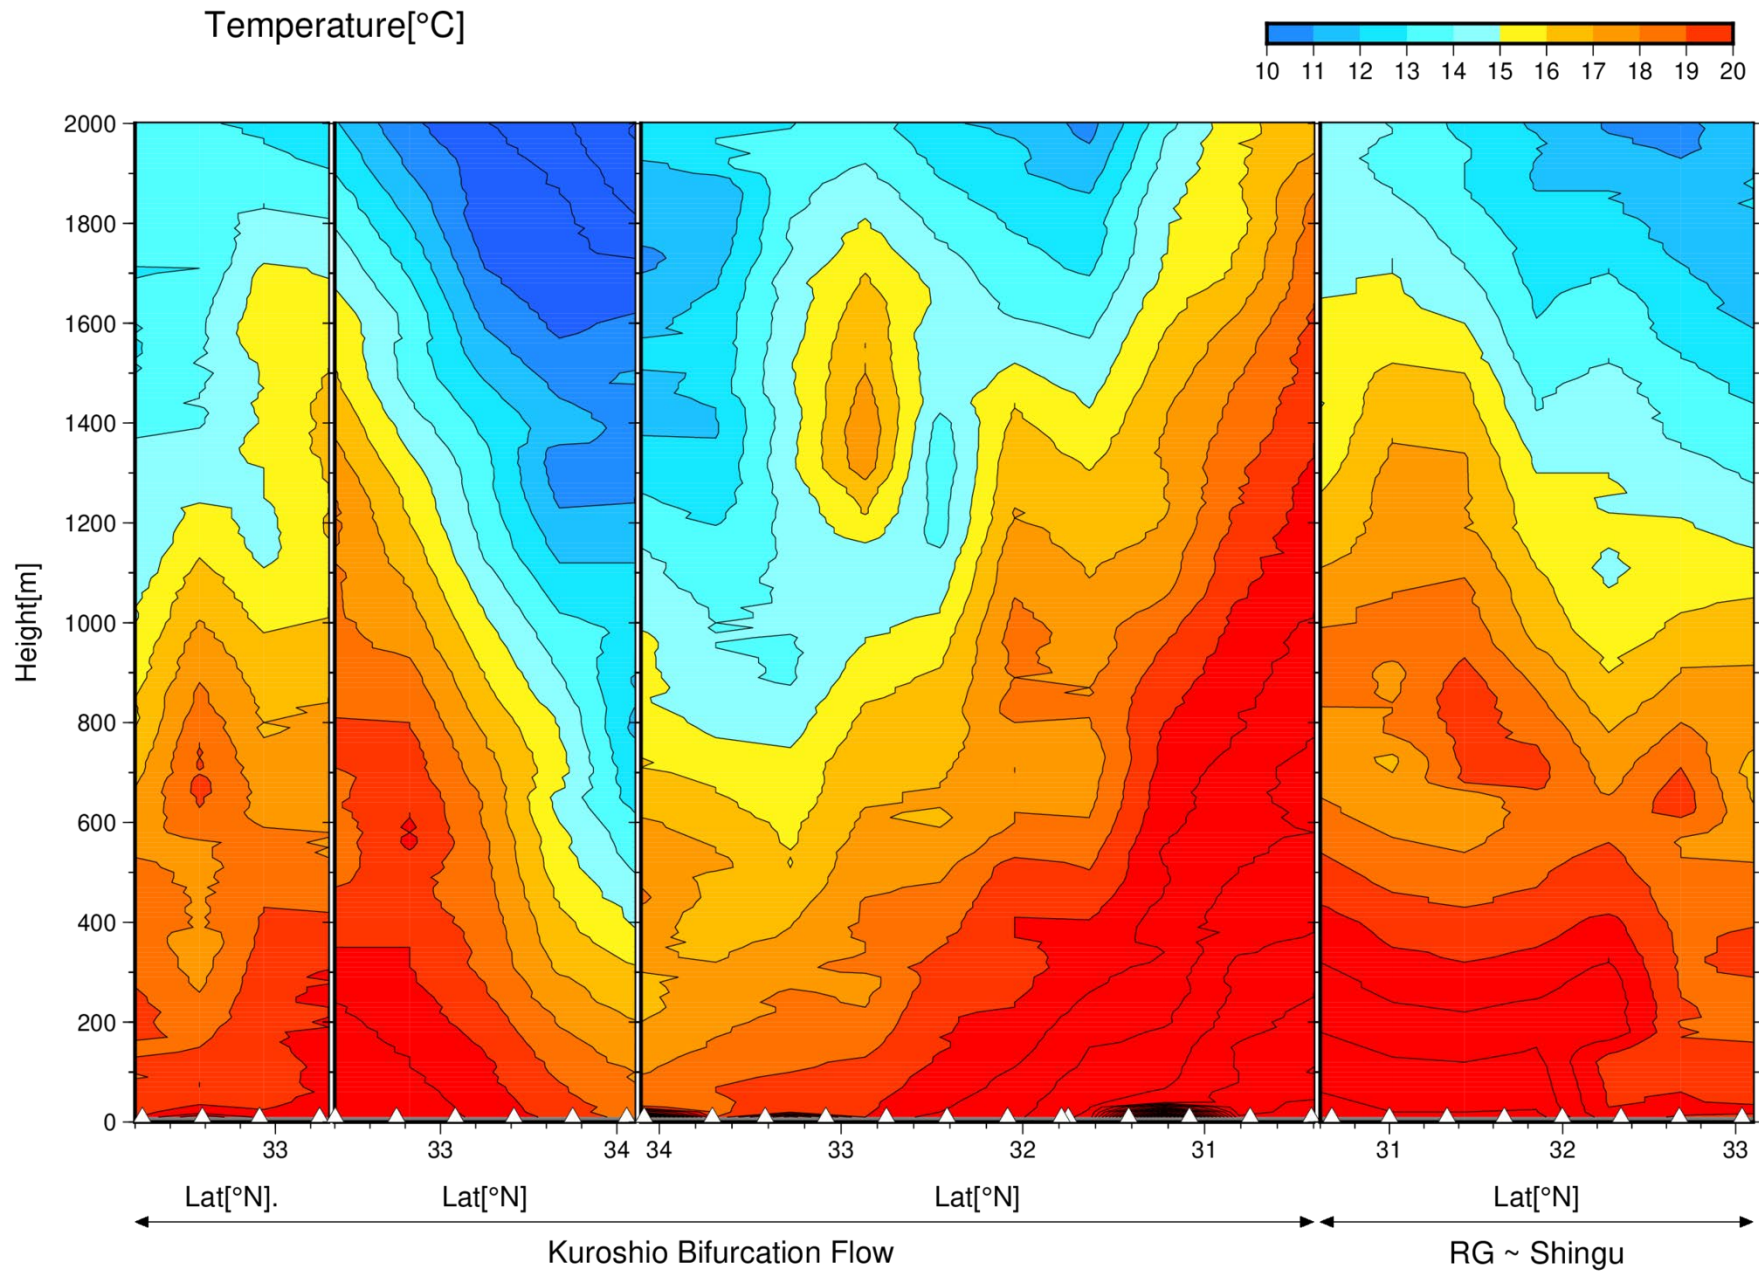 Temperature[°C]
10 11 12 13 14 15 16 17 18 19 20
Height[m]
2000
1800
1600
1400
1200
1000
800
600
400
200
0
33 33 34 34 33 32 31 31 32 33
Lat[°N]. Lat[°N] Lat[°N] Lat[°N]
Kuroshio Bifurcation Flow RG ~ Shingu